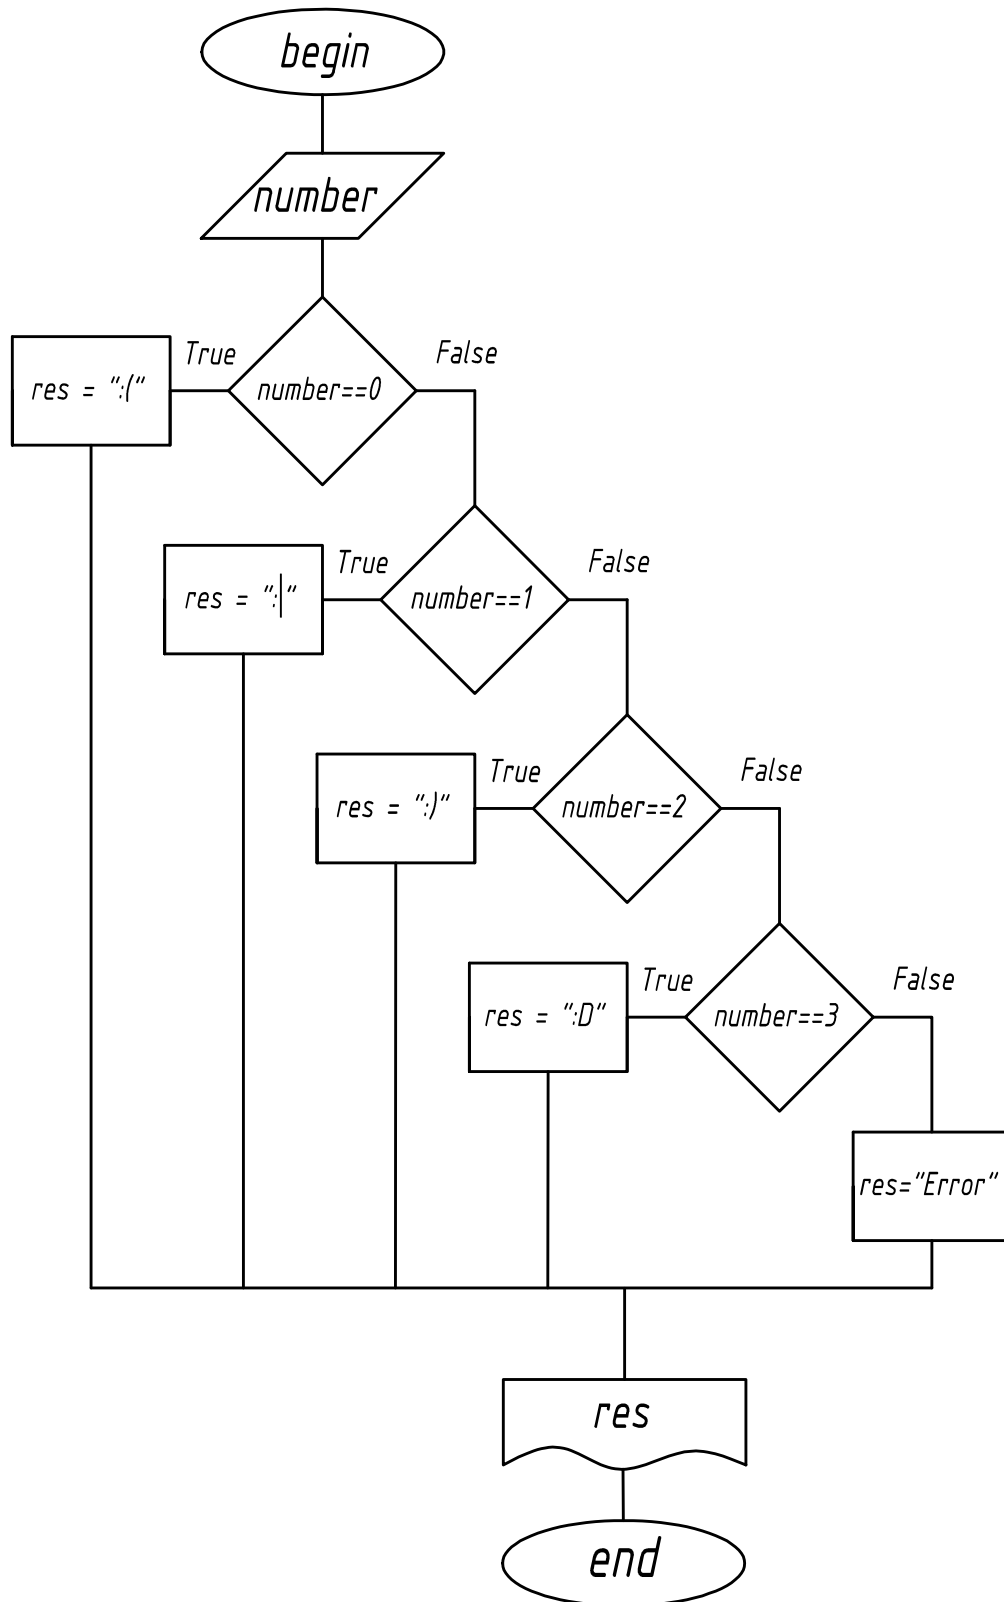 begin
number
True
False
res = ":("
number==0
True
False
res = ":|"
number==1
True
False
res = ":)"
number==2
True
False
res = ":D"
number==3
res="Error"
res
end